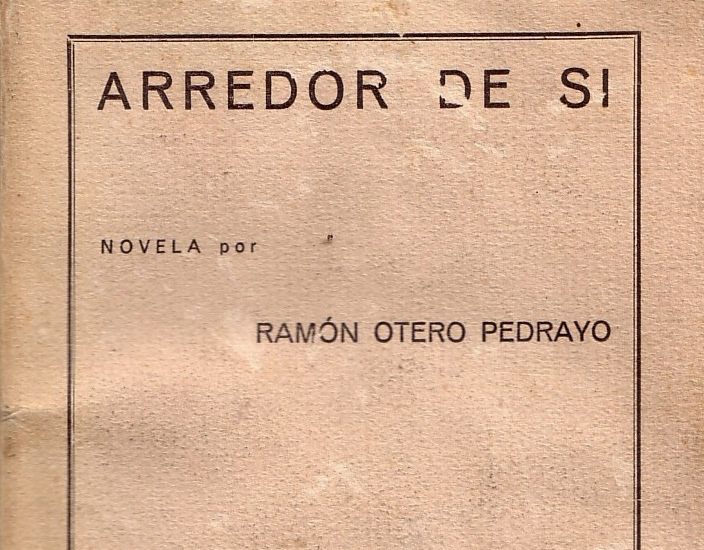 ARREDOR DE SI
NOVELA por
RAMÓN OTERO PEDRAYO